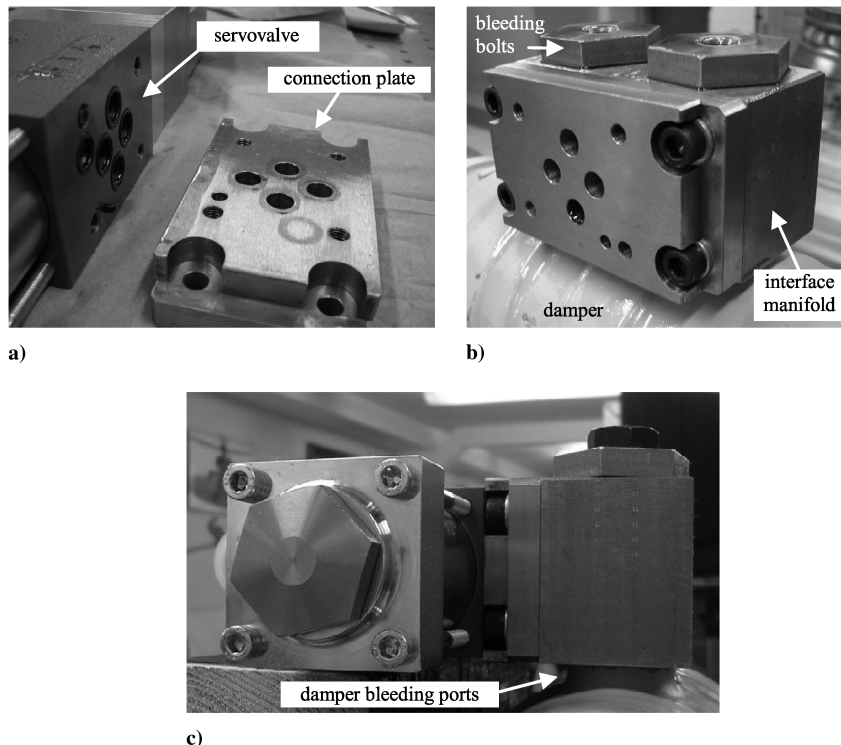 servovalve
connection plate
a)
bleeding
bolts
interface
manifold
damper
b)
damper bleeding ports
c)